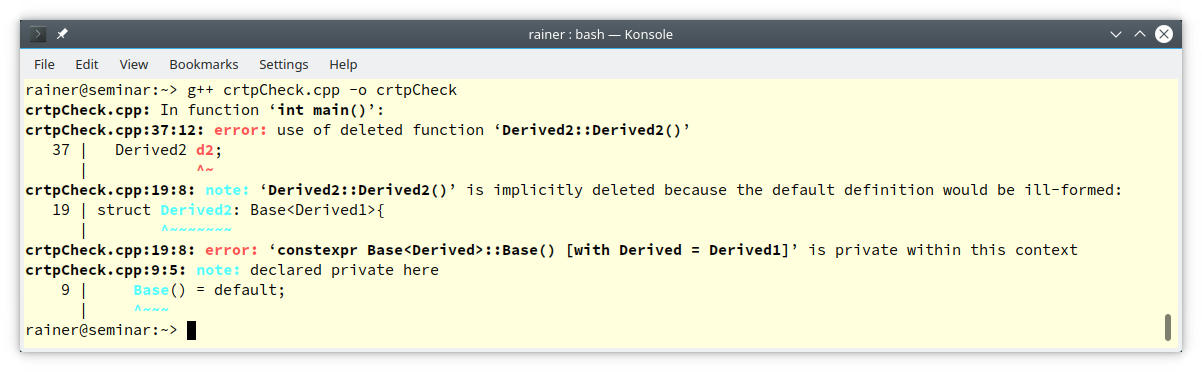 rainer : bash — Konsole
File Edit View Bookmarks Settings Help
rainer@seminar:~> g++ crtpCheck.cpp -o crtpCheck
crtpCheck.cpp: In function ‘int main()’:
crtpCheck.cpp:37:12: error: use of deleted function ‘Derived2::Derived2()’
   37 |   Derived2 d2;
      |            ^~
crtpCheck.cpp:19:8: note: ‘Derived2::Derived2()’ is implicitly deleted because the default definition would be ill-formed:
   19 | struct Derived2: Base<Derived1>{
      |        ^~~~~~~~
crtpCheck.cpp:19:8: error: ‘constexpr Base<Derived>::Base() [with Derived = Derived1]’ is private within this context
crtpCheck.cpp:9:5: note: declared private here
    9 |     Base() = default;
      |     ^~~~
rainer@seminar:~>